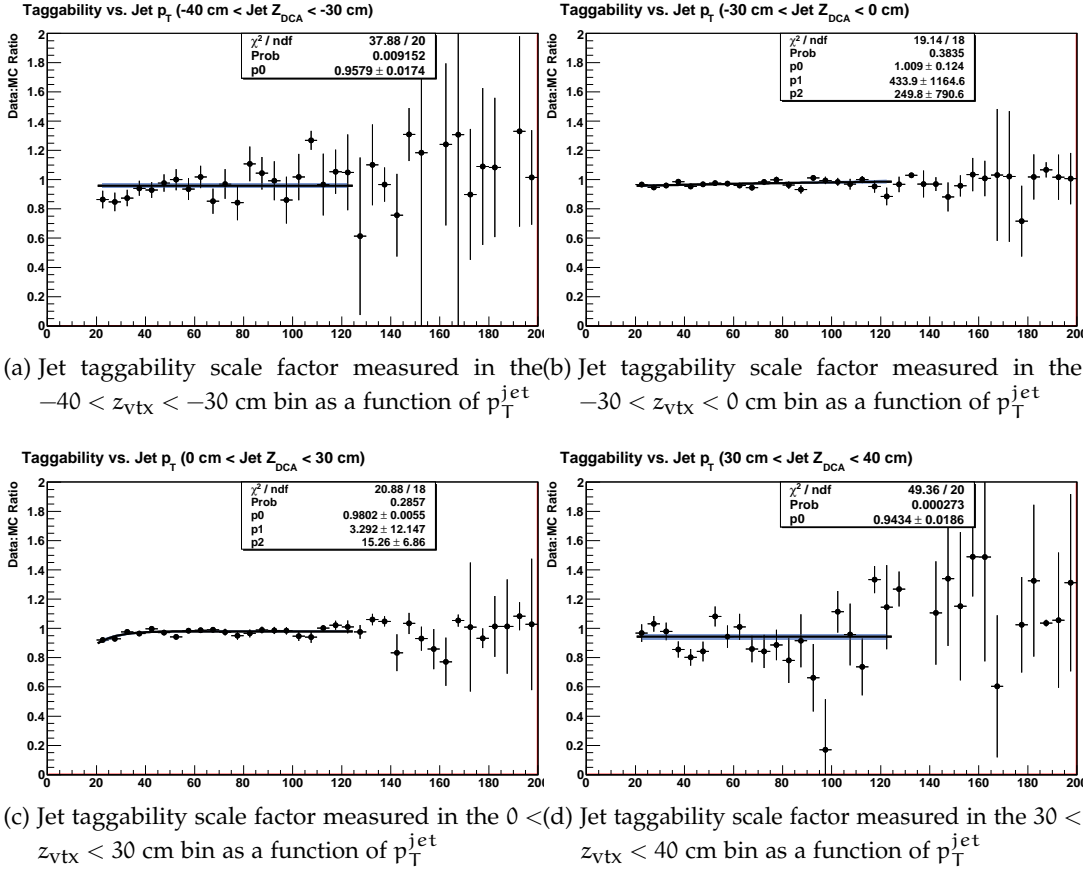 Taggability vs. Jet p_T (-40 cm < Jet Z_DCA < -30 cm)
Data:MC Ratio
χ² / ndf 37.88 / 20
Prob 0.009152
p0 0.9579 ± 0.0174
2
1.8
1.6
1.4
1.2
1
0.8
0.6
0.4
0.2
0
0 20 40 60 80 100 120 140 160 180 200
Taggability vs. Jet p_T (-30 cm < Jet Z_DCA < 0 cm)
Data:MC Ratio
χ² / ndf 19.14 / 18
Prob 0.3835
p0 1.009 ± 0.124
p1 433.9 ± 1164.6
p2 249.8 ± 790.6
2
1.8
1.6
1.4
1.2
1
0.8
0.6
0.4
0.2
0
0 20 40 60 80 100 120 140 160 180 200
(a) Jet taggability scale factor measured in the
−40 < z_vtx < −30 cm bin as a function of p_T^jet
(b) Jet taggability scale factor measured in the
−30 < z_vtx < 0 cm bin as a function of p_T^jet
Taggability vs. Jet p_T (0 cm < Jet Z_DCA < 30 cm)
Data:MC Ratio
χ² / ndf 20.88 / 18
Prob 0.2857
p0 0.9802 ± 0.0055
p1 3.292 ± 12.147
p2 15.26 ± 6.86
2
1.8
1.6
1.4
1.2
1
0.8
0.6
0.4
0.2
0
0 20 40 60 80 100 120 140 160 180 200
Taggability vs. Jet p_T (30 cm < Jet Z_DCA < 40 cm)
Data:MC Ratio
χ² / ndf 49.36 / 20
Prob 0.000273
p0 0.9434 ± 0.0186
2
1.8
1.6
1.4
1.2
1
0.8
0.6
0.4
0.2
0
0 20 40 60 80 100 120 140 160 180 200
(c) Jet taggability scale factor measured in the 0 <
z_vtx < 30 cm bin as a function of p_T^jet
(d) Jet taggability scale factor measured in the 30 <
z_vtx < 40 cm bin as a function of p_T^jet